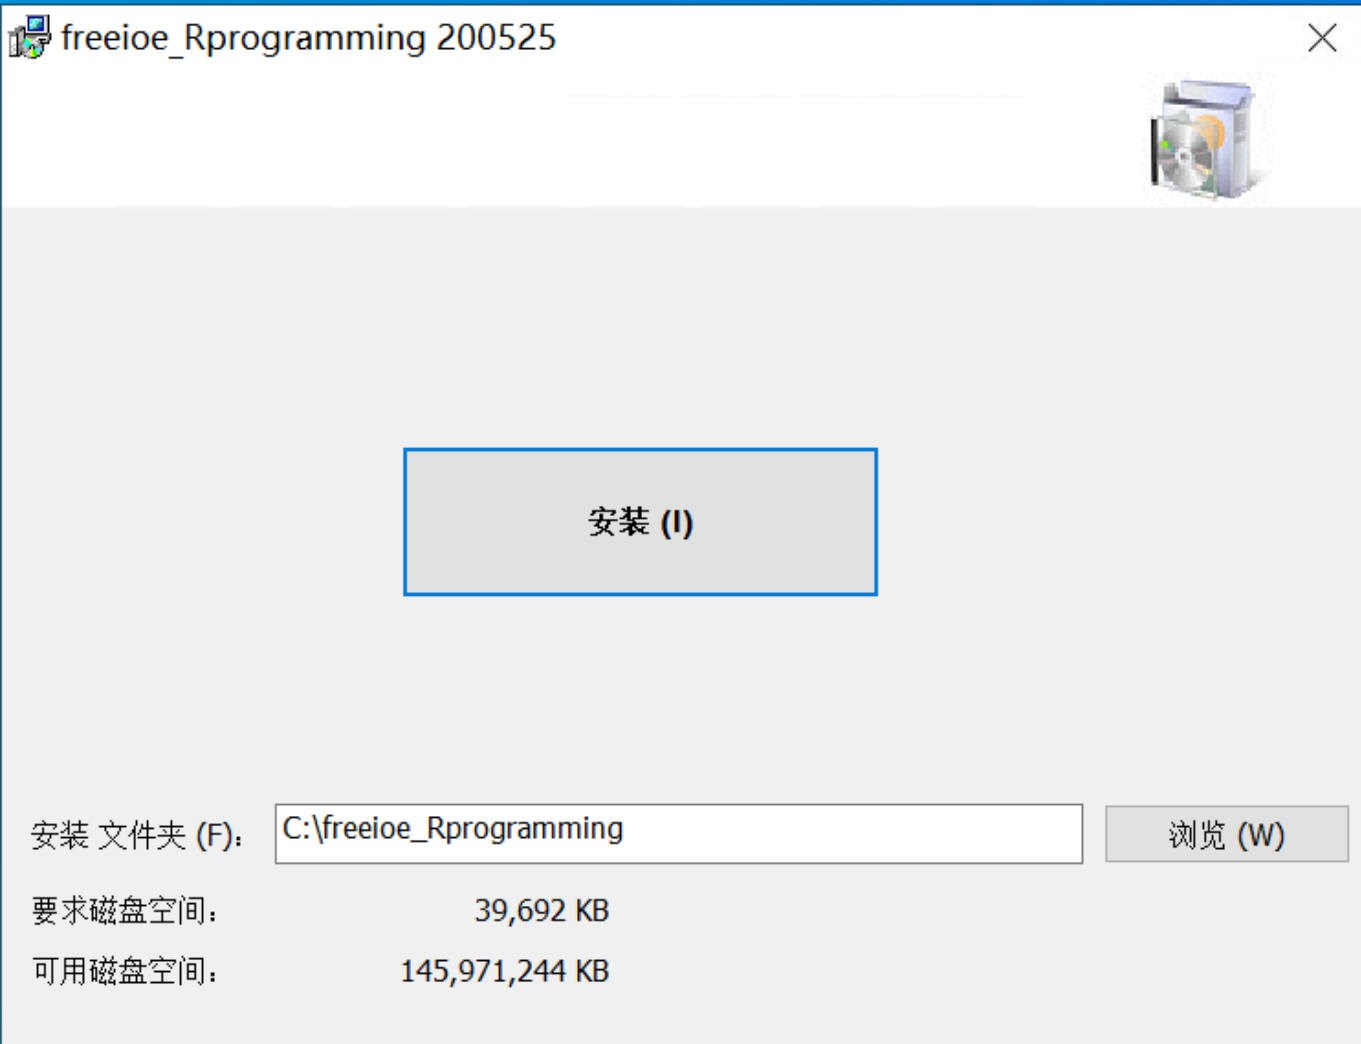 freeioe_Rprogramming 200525
安装 (I)
安装 文件夹 (F): C:\freeioe_Rprogramming 浏览 (W)
要求磁盘空间: 39,692 KB
可用磁盘空间: 145,971,244 KB